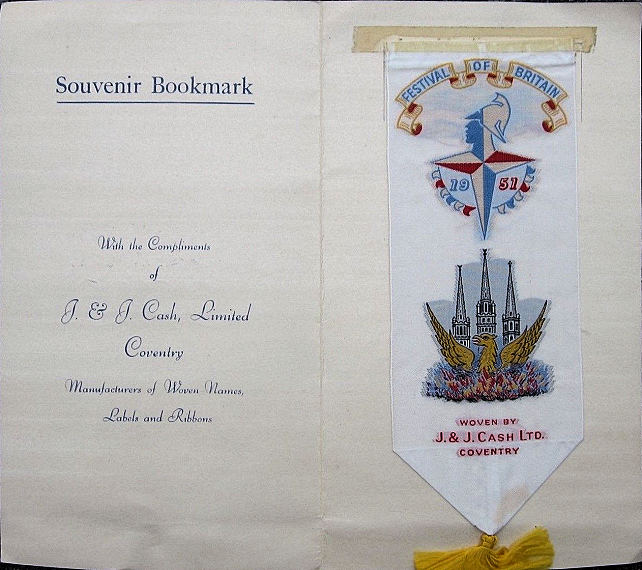 Souvenir Bookmark
With the Compliments
of
J. & J. Cash, Limited
Coventry
Manufacturers of Woven Names,
Labels and Ribbons
FESTIVAL OF BRITAIN
19 51
WOVEN BY
J. & J. CASH LTD.
COVENTRY